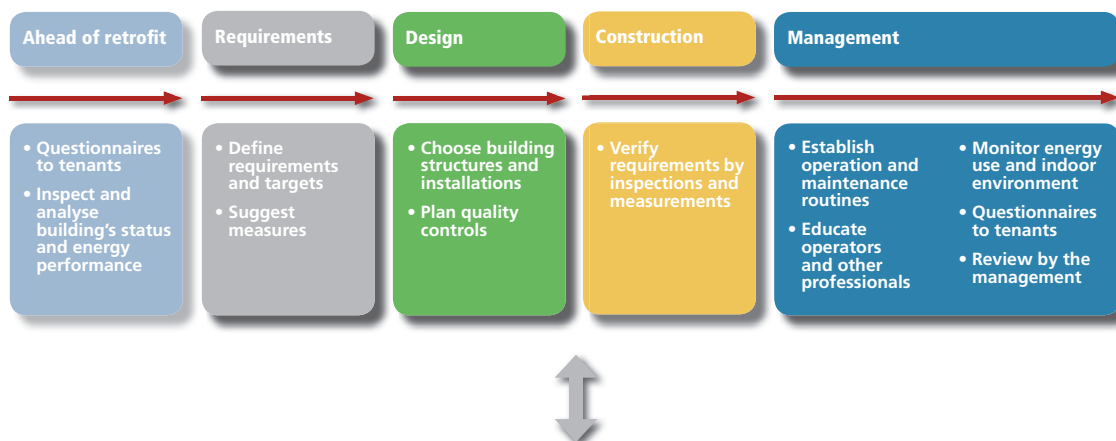 Ahead of retrofit
Requirements
Design
Construction
Management
• Questionnaires
to tenants
• Inspect and
analyse
building's status
and energy
performance
• Define
requirements
and targets
• Suggest
measures
• Choose building
structures and
installations
• Plan quality
controls
• Verify
requirements by
inspections and
measurements
• Establish
operation and
maintenance
routines
• Educate
operators
and other
professionals
• Monitor energy
use and indoor
environment
• Questionnaires
to tenants
• Review by the
management